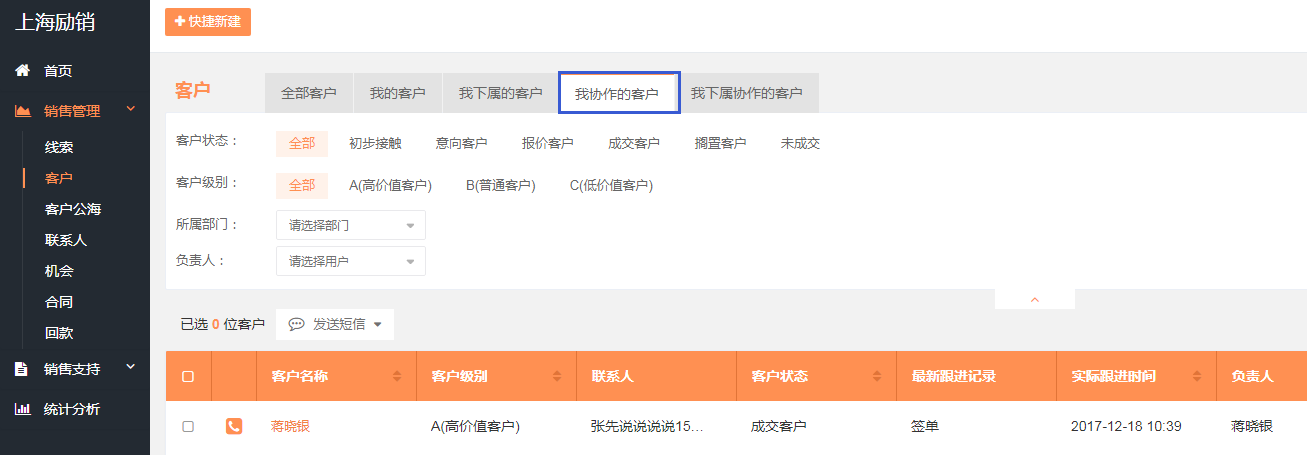 上海励销
快捷新建
首页
销售管理
线索
客户
客户公海
联系人
机会
合同
回款
销售支持
统计分析
客户 全部客户 我的客户 我下属的客户 我协作的客户 我下属协作的客户
客户状态： 全部 初步接触 意向客户 报价客户 成交客户 搁置客户 未成交
客户级别： 全部 A(高价值客户) B(普通客户) C(低价值客户)
所属部门： 请选择部门
负责人： 请选择用户
已选 0 位客户 发送短信
客户名称 客户级别 联系人 客户状态 最新跟进记录 实际跟进时间 负责人
蒋晓银 A(高价值客户) 张先说说说说15... 成交客户 签单 2017-12-18 10:39 蒋晓银